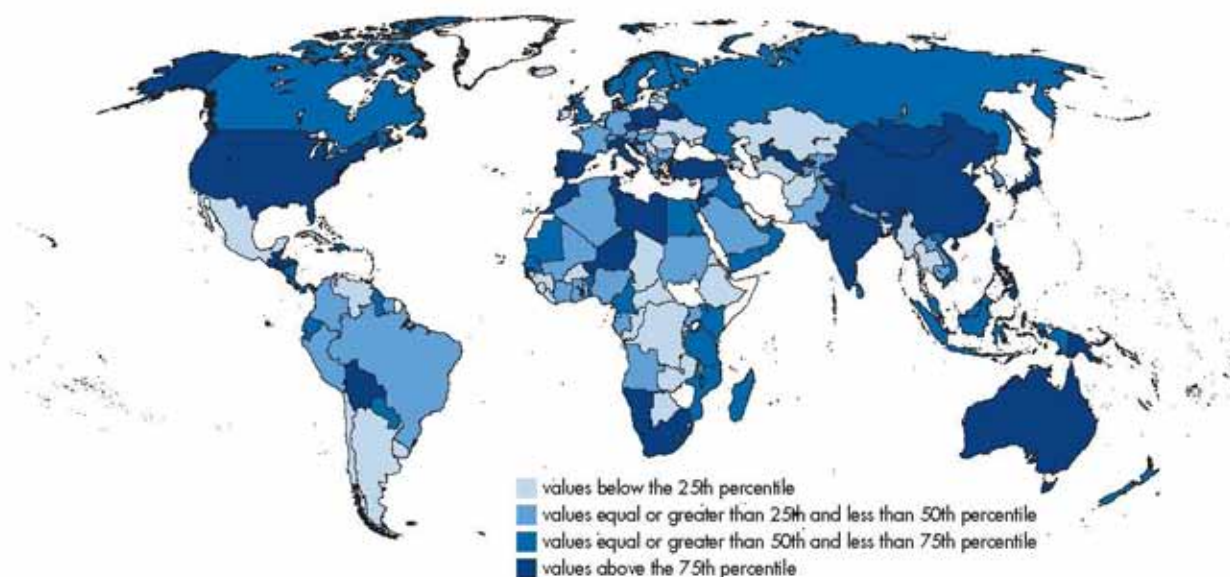 values below the 25th percentile
values equal or greater than 25th and less than 50th percentile
values equal or greater than 50th and less than 75th percentile
values above the 75th percentile